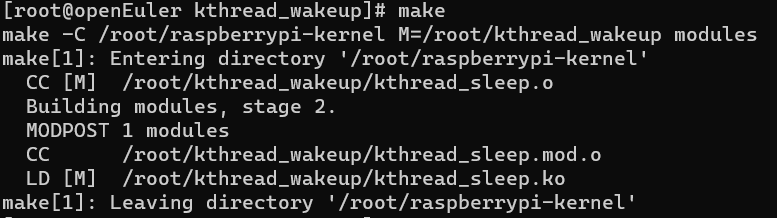 [root@openEuler kthread_wakeup]# make
make -C /root/raspberrypi-kernel M=/root/kthread_wakeup modules
make[1]: Entering directory '/root/raspberrypi-kernel'
  CC [M]  /root/kthread_wakeup/kthread_sleep.o
  Building modules, stage 2.
  MODPOST 1 modules
  CC      /root/kthread_wakeup/kthread_sleep.mod.o
  LD [M]  /root/kthread_wakeup/kthread_sleep.ko
make[1]: Leaving directory '/root/raspberrypi-kernel'